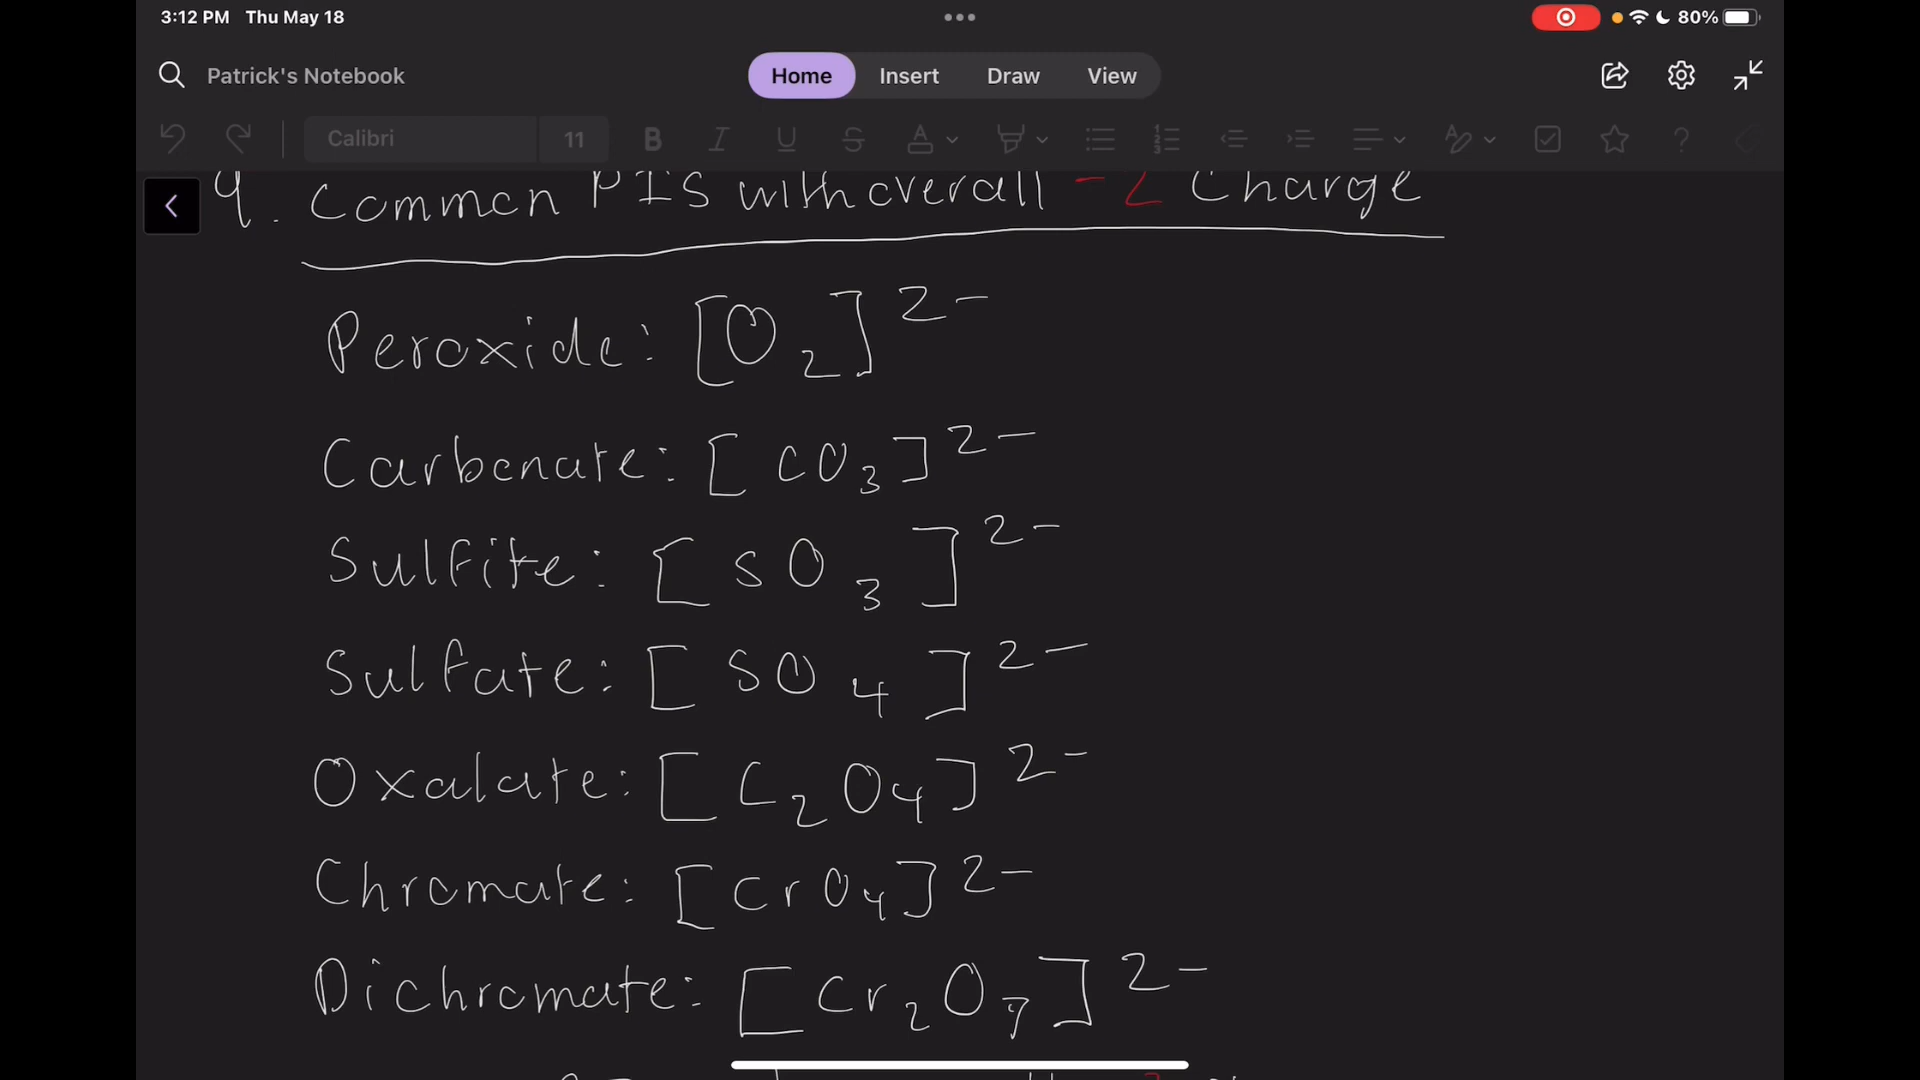 3:12 PM Thu May 18
80%
Patrick's Notebook
Home Insert Draw View
Calibri 11
4. Common PIS with overall -2 Charge
Peroxide: [O₂]²⁻
Carbonate: [CO₃]²⁻
Sulfite: [SO₃]²⁻
Sulfate: [SO₄]²⁻
Oxalate: [C₂O₄]²⁻
Chromate: [CrO₄]²⁻
Dichromate: [Cr₂O₇]²⁻